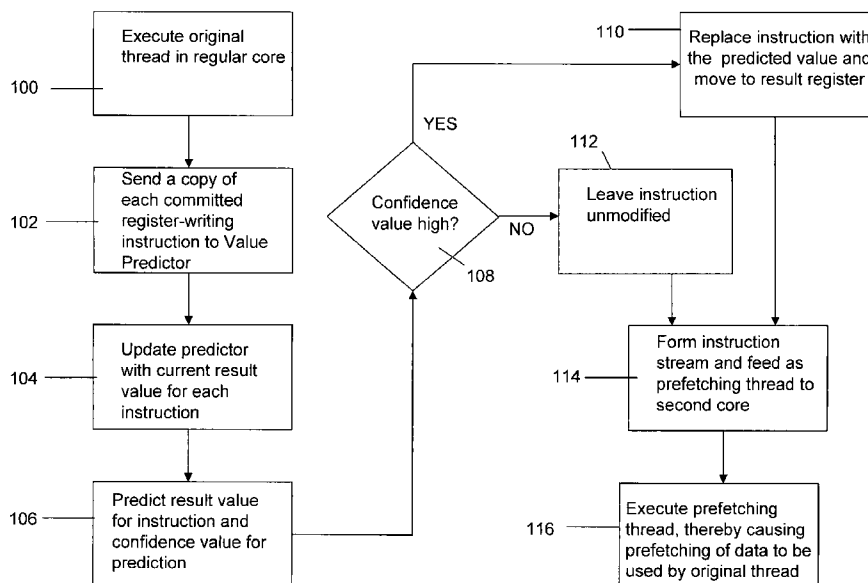 100
Execute original
thread in regular core
102
Send a copy of
each committed
register-writing
instruction to Value
Predictor
104
Update predictor
with current result
value for each
instruction
106
Predict result value
for instruction and
confidence value for
prediction
Confidence
value high?
108
YES
NO
110
Replace instruction with
the predicted value and
move to result register
112
Leave instruction
unmodified
114
Form instruction
stream and feed as
prefetching thread to
second core
116
Execute prefetching
thread, thereby causing
prefetching of data to be
used by original thread